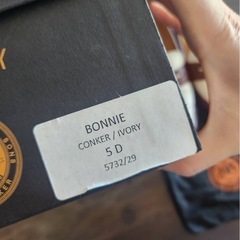 Y
BONNIE
CONKER / IVORY
5 D
5732/29